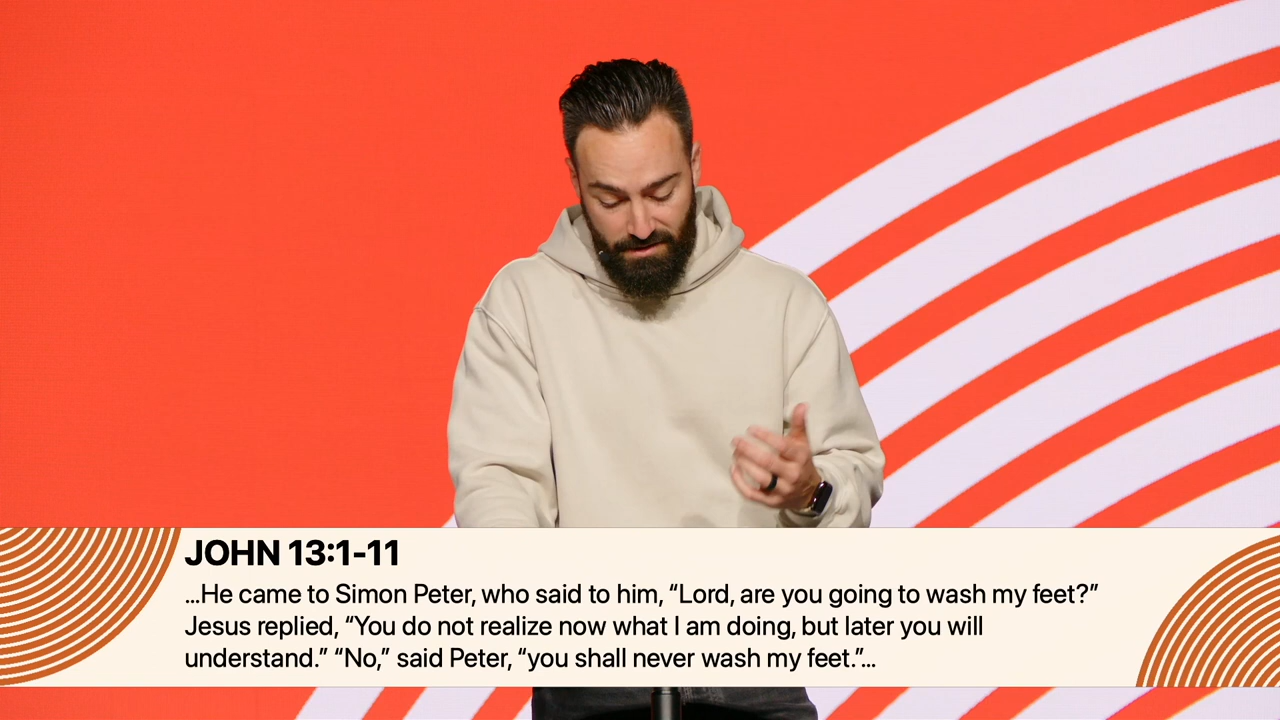 JOHN 13:1-11
...He came to Simon Peter, who said to him, “Lord, are you going to wash my feet?”
Jesus replied, “You do not realize now what I am doing, but later you will
understand.” “No,” said Peter, “you shall never wash my feet.”...